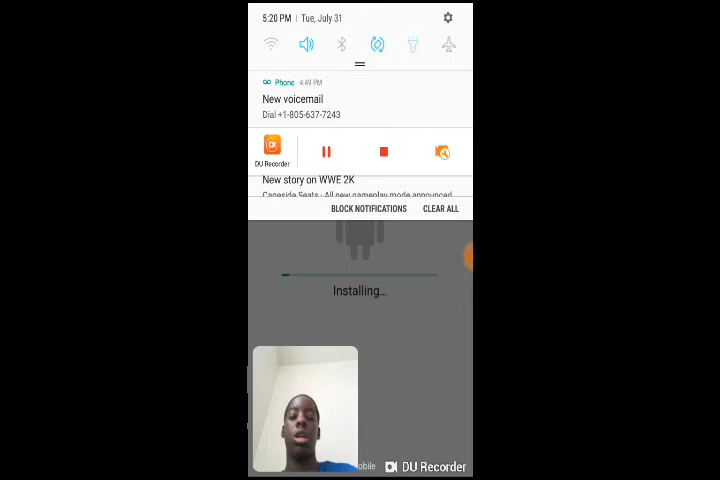 5:20 PM | Tue, July 31
Phone 4:49 PM
New voicemail
Dial +1-805-637-7243
DU Recorder
New story on WWE 2K
Cageside Seats : All new gameplay mode announced
BLOCK NOTIFICATIONS CLEAR ALL
Installing...
obile
DU Recorder